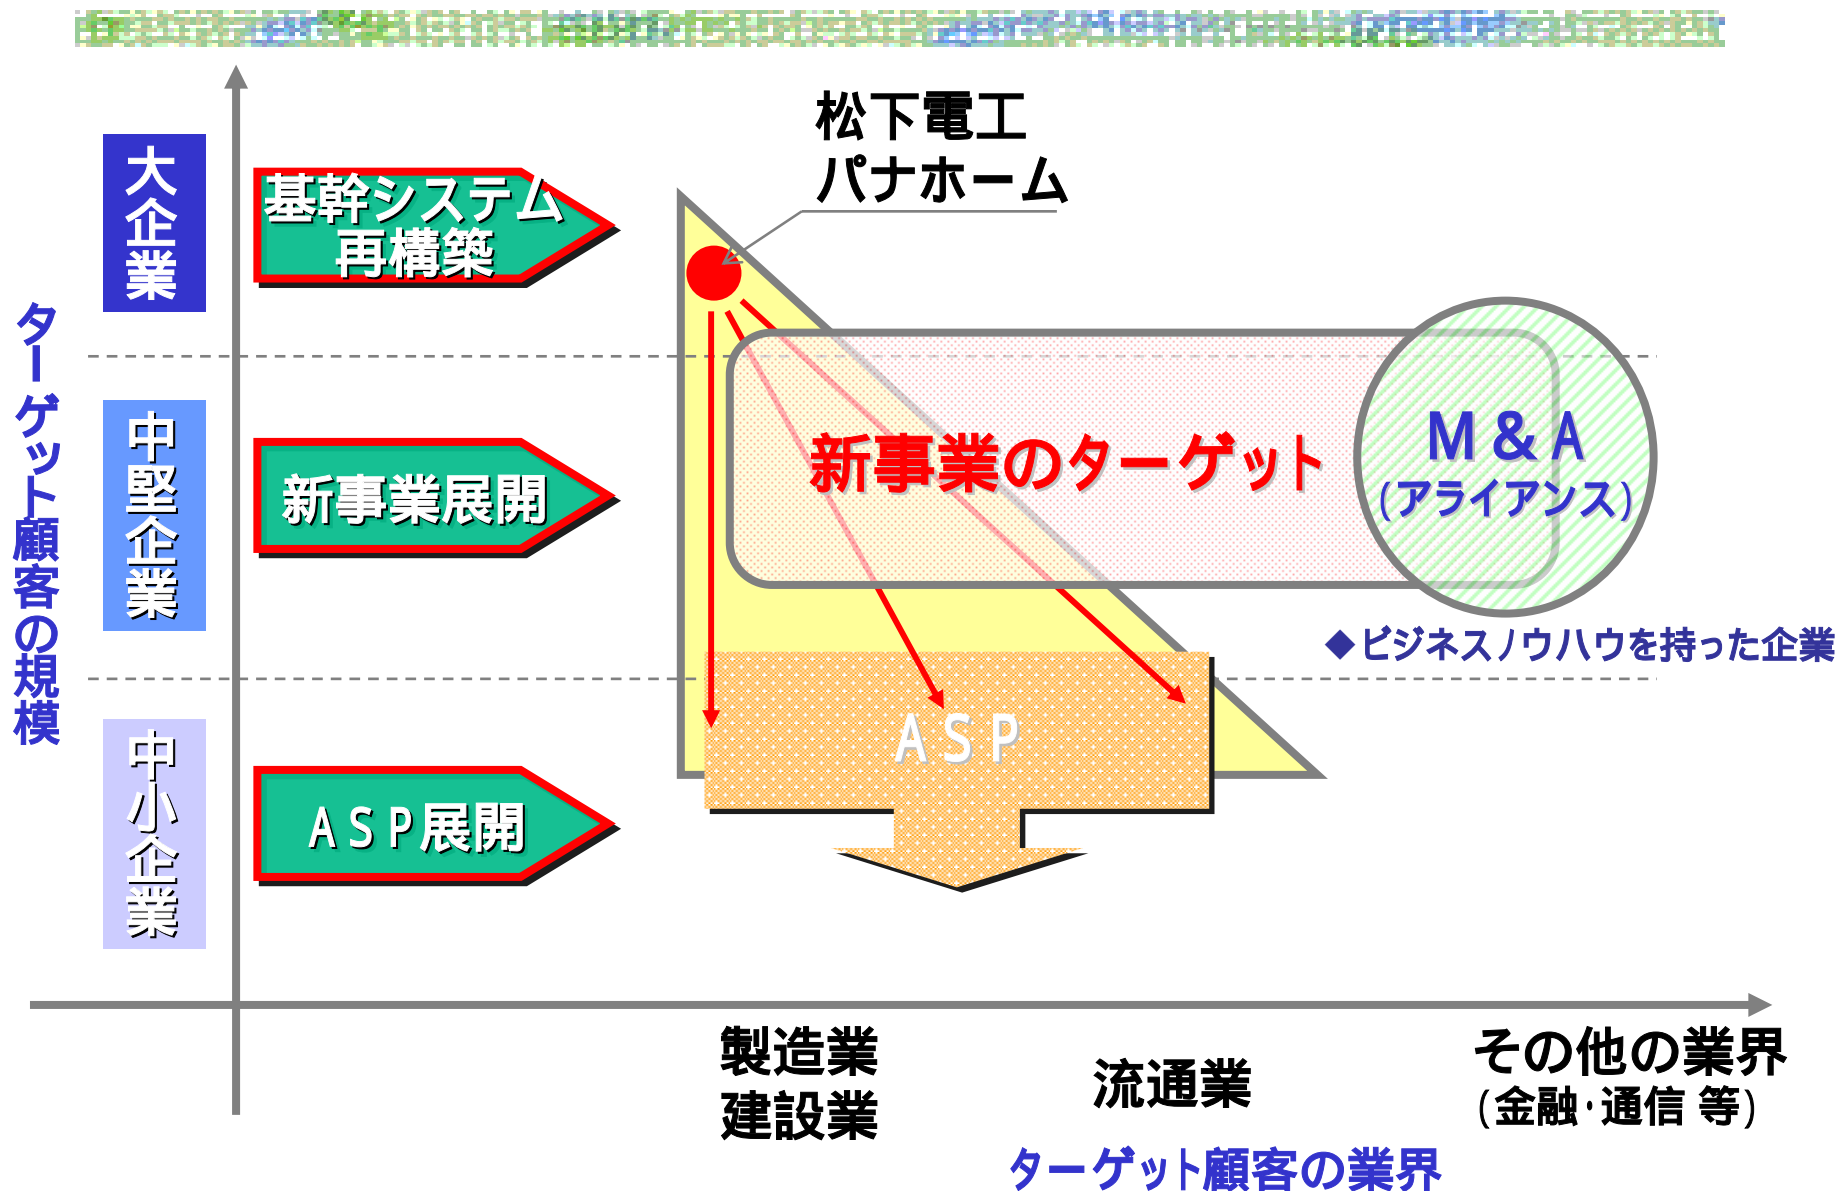 松下電工
パナホーム
大企業
基幹システム
再構築
ターゲット顧客の規模
中堅企業
新事業展開
新事業のターゲット
M&A
(アライアンス)
◆ビジネスノウハウを持った企業
中小企業
ASP展開
ASP
製造業
建設業
流通業
その他の業界
(金融·通信 等)
ターゲット顧客の業界